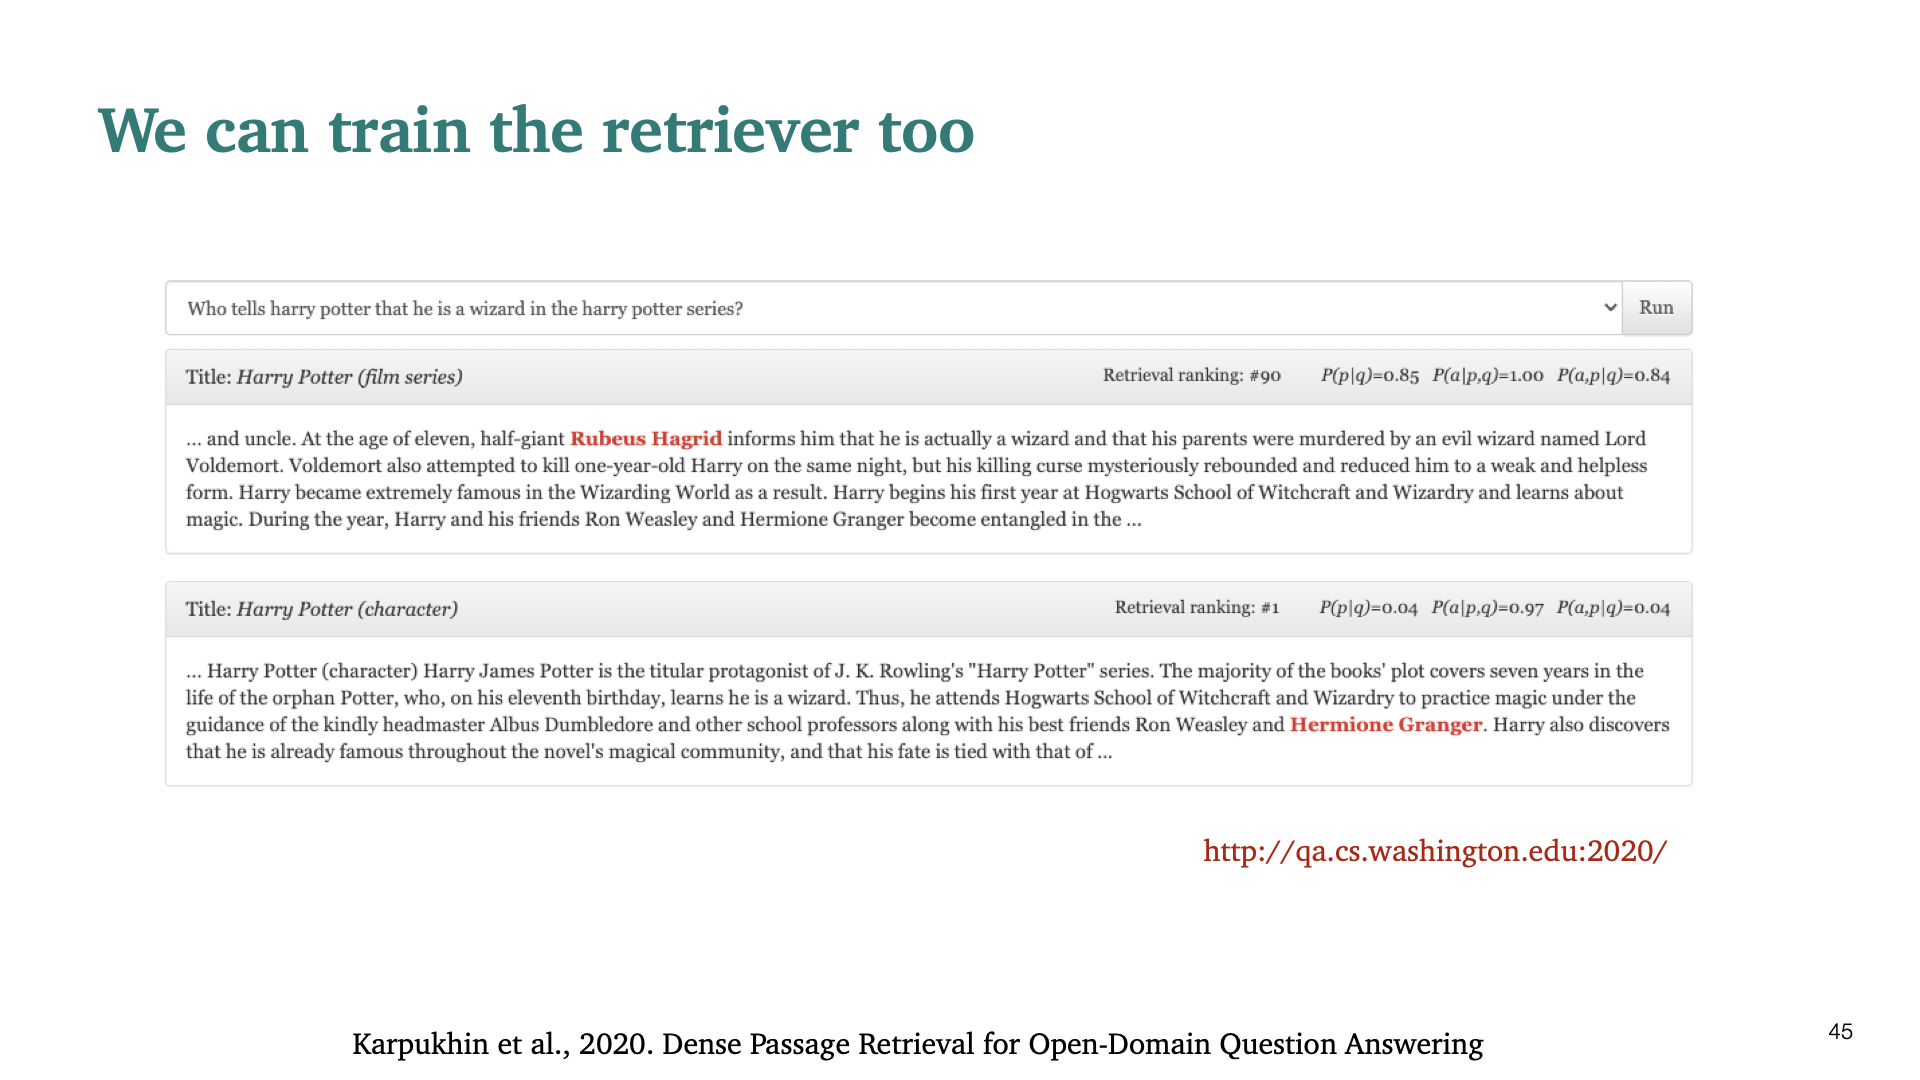 We can train the retriever too
Who tells harry potter that he is a wizard in the harry potter series?
Run
Title: Harry Potter (film series) Retrieval ranking: #90 P(p|q)=0.85 P(a|p,q)=1.00 P(a,p|q)=0.84
... and uncle. At the age of eleven, half-giant Rubeus Hagrid informs him that he is actually a wizard and that his parents were murdered by an evil wizard named Lord
Voldemort. Voldemort also attempted to kill one-year-old Harry on the same night, but his killing curse mysteriously rebounded and reduced him to a weak and helpless
form. Harry became extremely famous in the Wizarding World as a result. Harry begins his first year at Hogwarts School of Witchcraft and Wizardry and learns about
magic. During the year, Harry and his friends Ron Weasley and Hermione Granger become entangled in the ...
Title: Harry Potter (character) Retrieval ranking: #1 P(p|q)=0.04 P(a|p,q)=0.97 P(a,p|q)=0.04
... Harry Potter (character) Harry James Potter is the titular protagonist of J. K. Rowling's "Harry Potter" series. The majority of the books' plot covers seven years in the
life of the orphan Potter, who, on his eleventh birthday, learns he is a wizard. Thus, he attends Hogwarts School of Witchcraft and Wizardry to practice magic under the
guidance of the kindly headmaster Albus Dumbledore and other school professors along with his best friends Ron Weasley and Hermione Granger. Harry also discovers
that he is already famous throughout the novel's magical community, and that his fate is tied with that of ...
http://qa.cs.washington.edu:2020/
Karpukhin et al., 2020. Dense Passage Retrieval for Open-Domain Question Answering
45